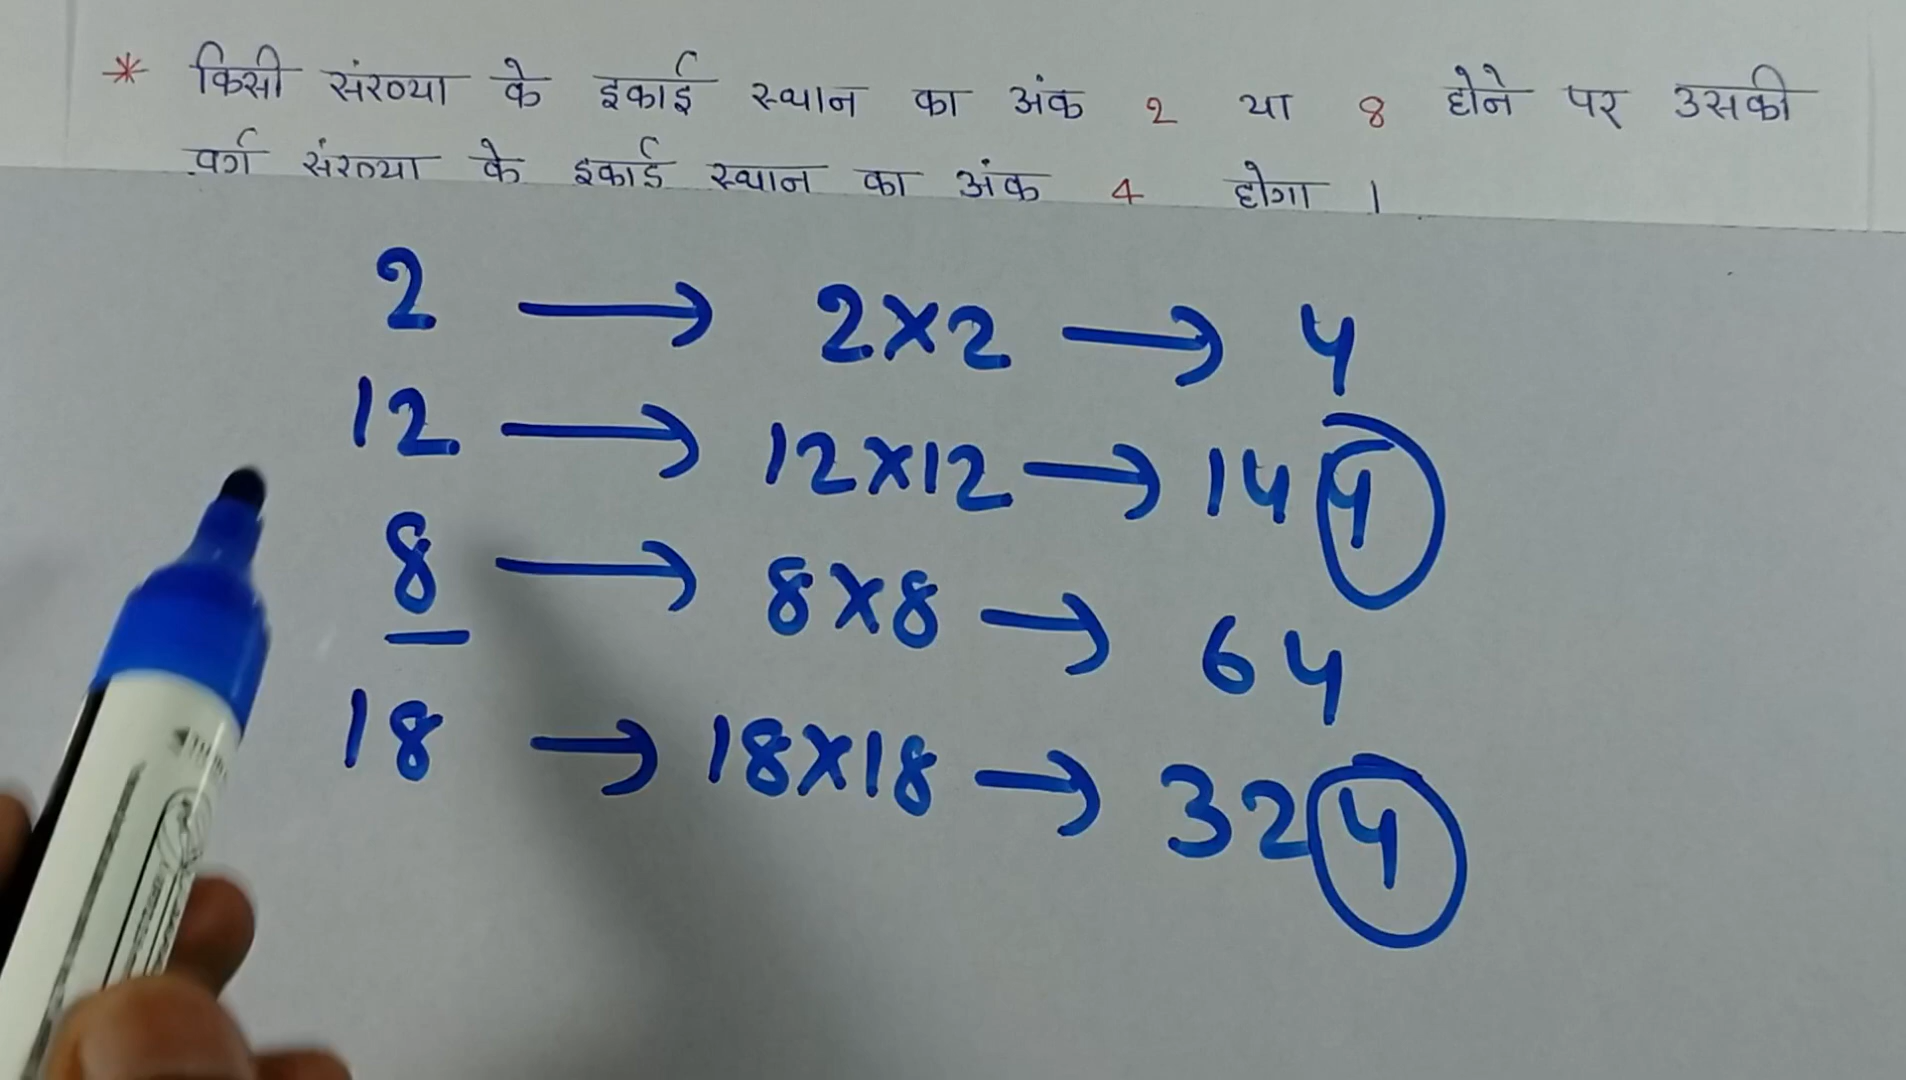 * किसी संख्या के इकाई स्थान का अंक 2 या 8 होने पर उसकी
वर्ग संख्या के इकाई स्थान का अंक 4 होगा ।
2 → 2×2 → 4
12 → 12×12 → 144
8 → 8×8 → 64
18 → 18×18 → 324